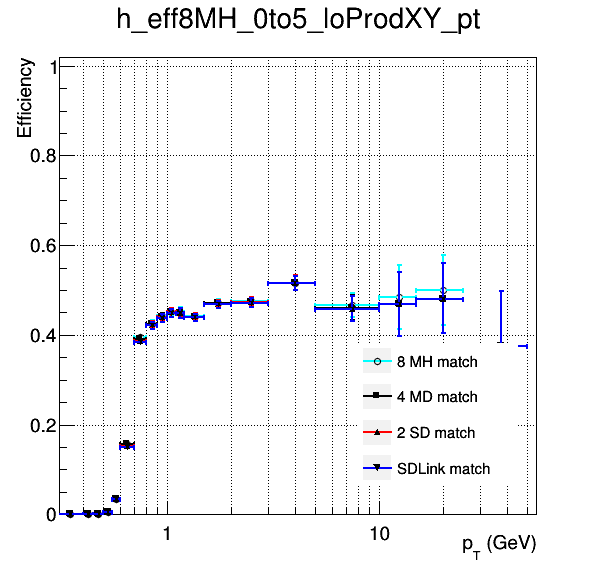 h_eff8MH_0to5_loProdXY_pt
Efficiency
1
0.8
0.6
0.4
0.2
0
8 MH match
4 MD match
2 SD match
SDLink match
1
10
p_T (GeV)